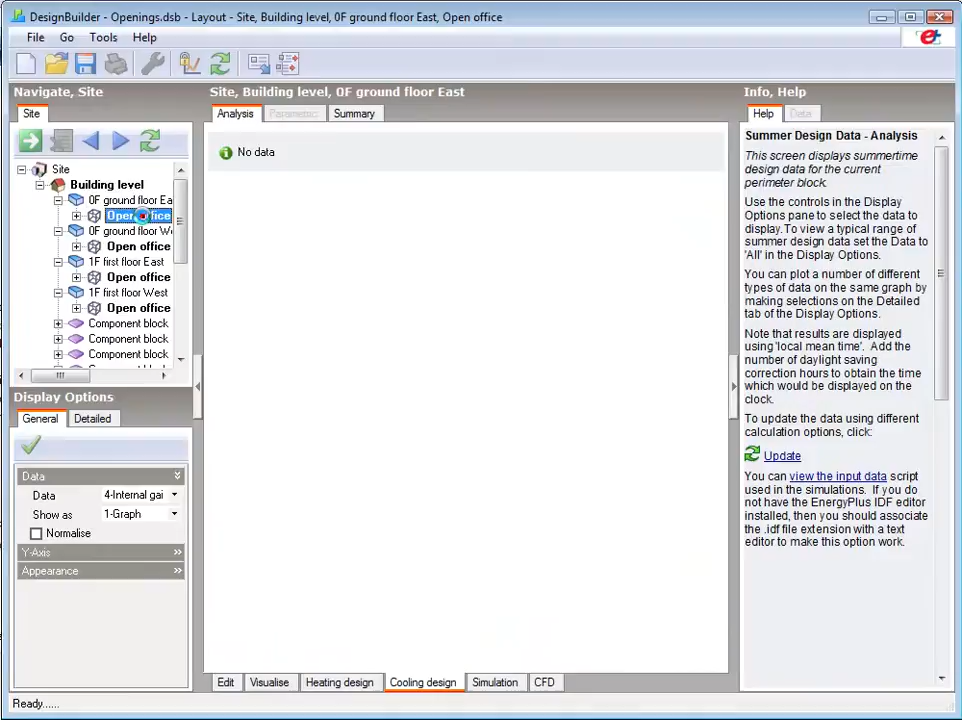 DesignBuilder - Openings.dsb - Layout - Site, Building level, 0F ground floor East, Open office
File Go Tools Help
Navigate, Site
Site
Site
Building level
0F ground floor Ea
Open office
0F ground floor We
Open office
1F first floor East
Open office
1F first floor West
Open office
Component block
Component block
Component block
Display Options
General Detailed
Data
Data 4-Internal gai
Show as 1-Graph
Normalise
Y-Axis
Appearance
Site, Building level, 0F ground floor East
Analysis Parametric Summary
No data
Edit Visualise Heating design Cooling design Simulation CFD
Info, Help
Help Data
Summer Design Data - Analysis
This screen displays summertime
design data for the current
perimeter block.
Use the controls in the Display
Options pane to select the data to
display.To view a typical range of
summer design data set the Data to
'All' in the Display Options.
You can plot a number of different
types of data on the same graph by
making selections on the Detailed
tab of the Display Options.
Note that results are displayed
using 'local mean time'. Add the
number of daylight saving
correction hours to obtain the time
which would be displayed on the
clock.
To update the data using different
calculation options, click:
Update
You can view the input data script
used in the simulations. If you do
not have the EnergyPlus IDF editor
installed, then you should associate
the .idf file extension with a text
editor to make this option work.
Ready......